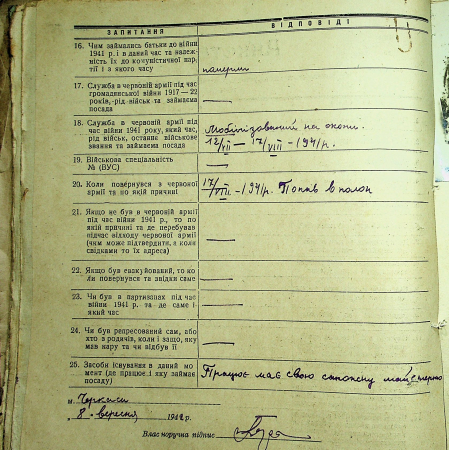 ЗАПИТАННЯ
ВІДПОВІДІ
16. Чим займались батьки до війни
1941 р. і в даний час та належ-
ність їх до комуністичної пар-
тії і з якого часу
померли
17. Служба в червоній армії під час
громадянської війни 1917—22
років,-рід військ та займаема
посада
—
18. Служба в червоній армії під
час війни 1941 року, який час,
рід військ, останнє військове
звання та займаема посада
Мобілізований на окопи.
12/VII — 17/VIII - 1941 р.
19. Військова спеціяльність
№ (ВУС)
—
20. Коли повернувся з червоної
армії та по якій причині
17/VIII - 1941 р. Попав в полон
21. Якщо не був в червоній армії
під час війни 1941 р., то по
якій причині та де перебував
підчас відходу червоної армії
(чим може підтвердити, з коли
свідками то їх адреса)
—
22. Якщо був евакуйований, то ко-
ли повернувся та звідки саме
—
23. Чи був в партизанах під час
війни 1941 р. та де саме і
який час
—
24. Чи був репресований сам, або
хто в родичів, коли і защо, яку
мав кару та чи відбув її
—
25. Засоби існування в даний мо-
мент (де працює і яку займає
посаду)
Працює має свою майстерню
м. Черкаси
8. вересня, 1942 р.
Власноручна підпис